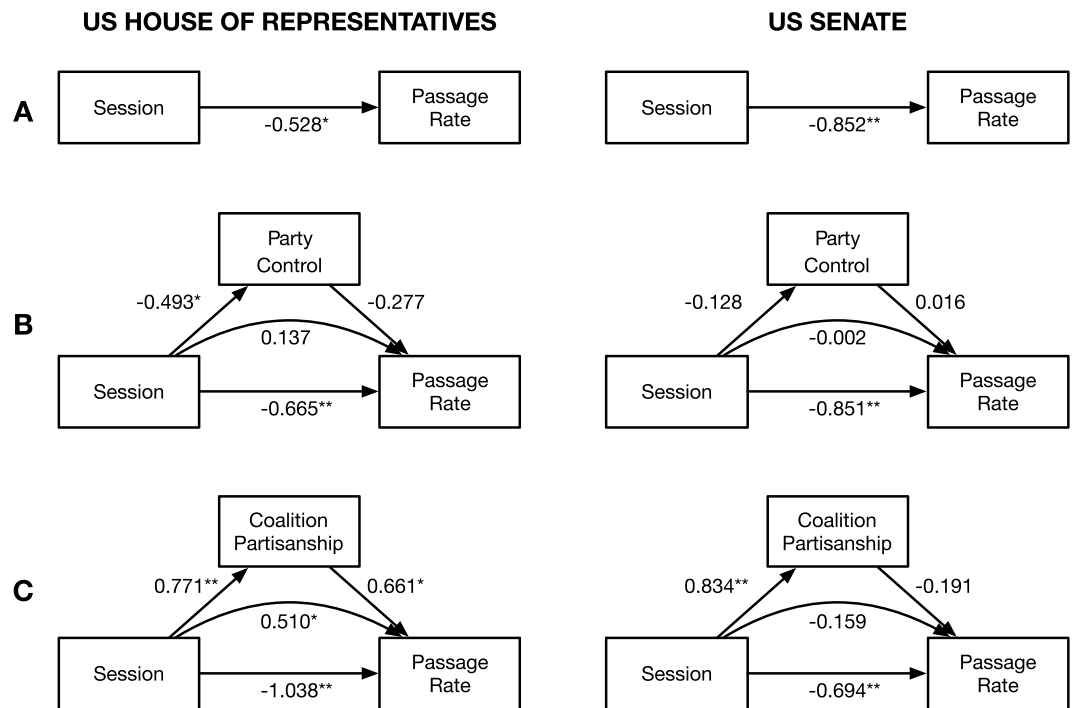 US HOUSE OF REPRESENTATIVES
US SENATE
A
Session
Passage
Rate
-0.528*
Session
Passage
Rate
-0.852**
B
Party
Control
-0.493*
-0.277
0.137
Session
Passage
Rate
-0.665**
Party
Control
-0.128
0.016
-0.002
Session
Passage
Rate
-0.851**
C
Coalition
Partisanship
0.771**
0.661*
0.510*
Session
Passage
Rate
-1.038**
Coalition
Partisanship
0.834**
-0.191
-0.159
Session
Passage
Rate
-0.694**